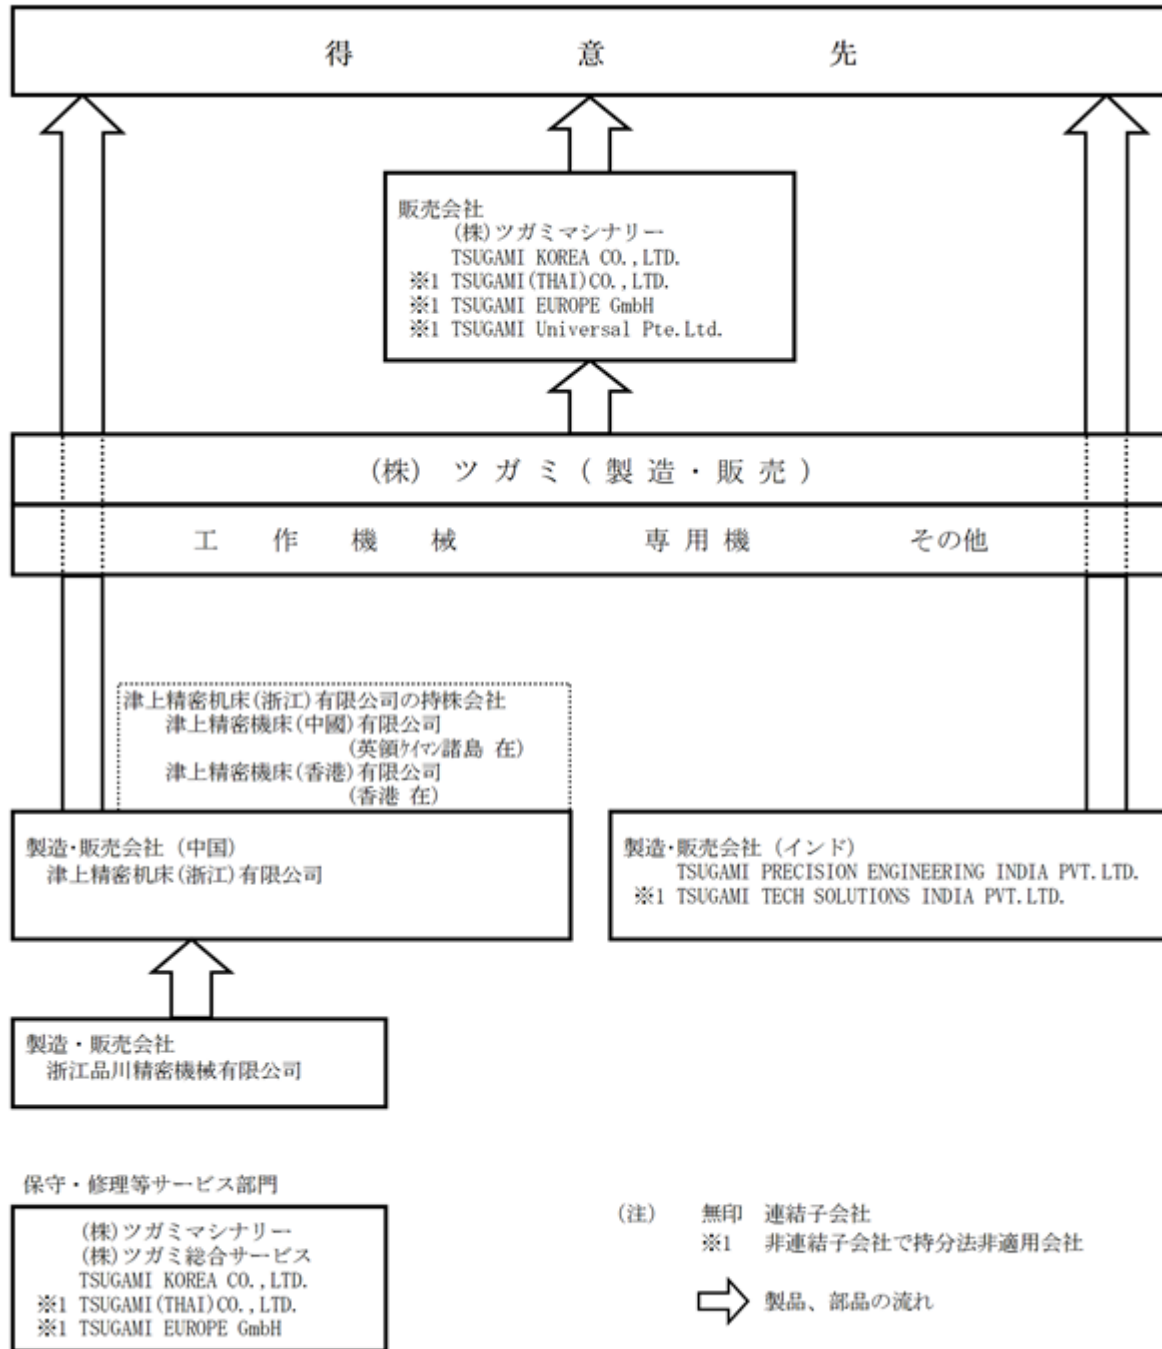 得意先
販売会社
(株)ツガミマシナリー
TSUGAMI KOREA CO.,LTD.
※1 TSUGAMI(THAI)CO.,LTD.
※1 TSUGAMI EUROPE GmbH
※1 TSUGAMI Universal Pte.Ltd.
(株)ツガミ(製造・販売)
工作機械 専用機 その他
津上精密机床(浙江)有限公司の持株会社
津上精密機床(中國)有限公司
(英領ｹｲﾏﾝ諸島 在)
津上精密機床(香港)有限公司
(香港 在)
製造・販売会社 (中国)
津上精密机床(浙江)有限公司
製造・販売会社 (インド)
TSUGAMI PRECISION ENGINEERING INDIA PVT.LTD.
※1 TSUGAMI TECH SOLUTIONS INDIA PVT.LTD.
製造・販売会社
浙江品川精密機械有限公司
保守・修理等サービス部門
(株)ツガミマシナリー
(株)ツガミ総合サービス
TSUGAMI KOREA CO.,LTD.
※1 TSUGAMI(THAI)CO.,LTD.
※1 TSUGAMI EUROPE GmbH
(注) 無印 連結子会社
※1 非連結子会社で持分法非適用会社
製品、部品の流れ